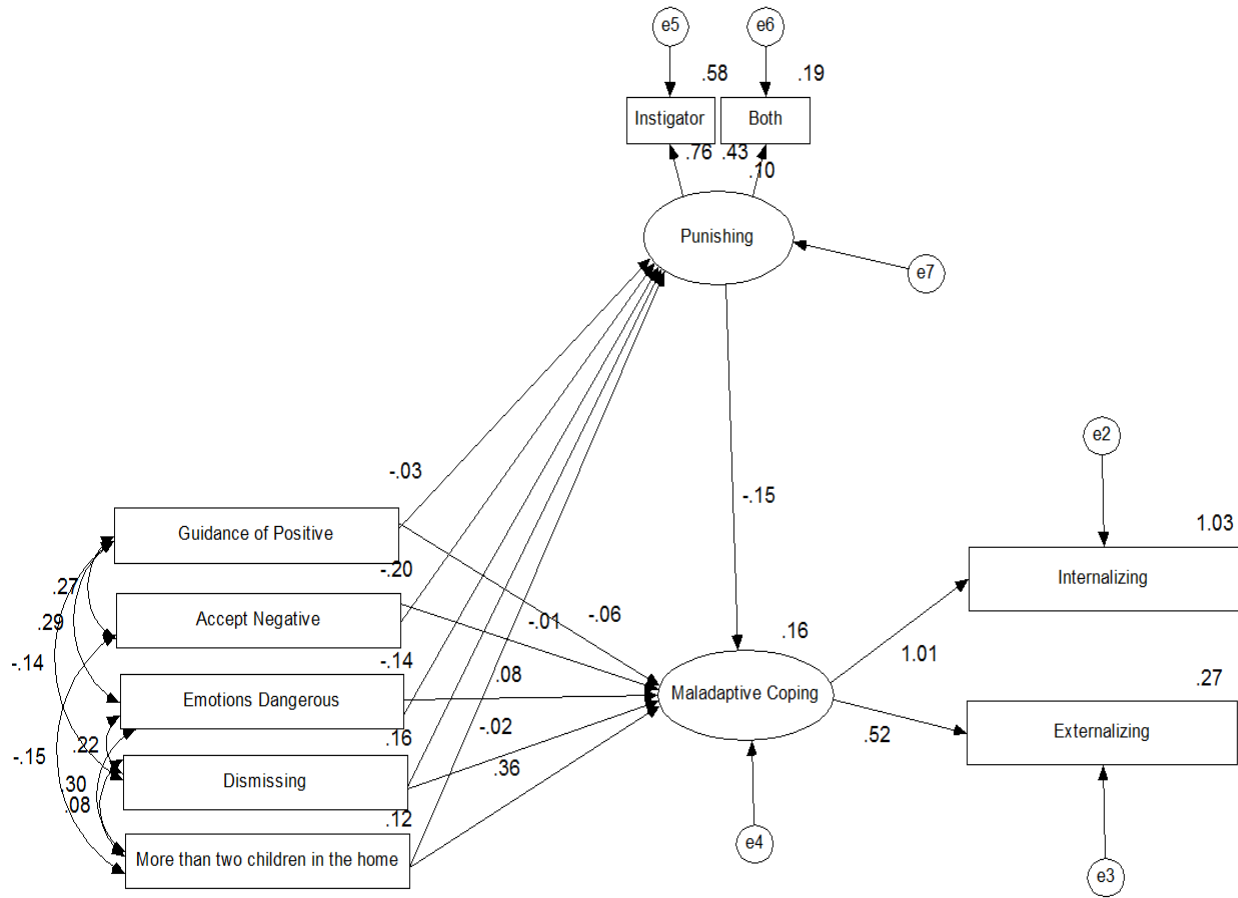 e5
e6
.58
.19
Instigator
Both
.76
.43
.10
Punishing
e7
-.03
-.15
e2
1.03
Guidance of Positive
Internalizing
-.20
.27
Accept Negative
-.01
-.06
.16
1.01
.29
-.14
-.14
.08
Maladaptive Coping
.27
Emotions Dangerous
.52
Externalizing
-.15
.22
.16
-.02
.30
Dismissing
.36
.08
.12
More than two children in the home
e4
e3